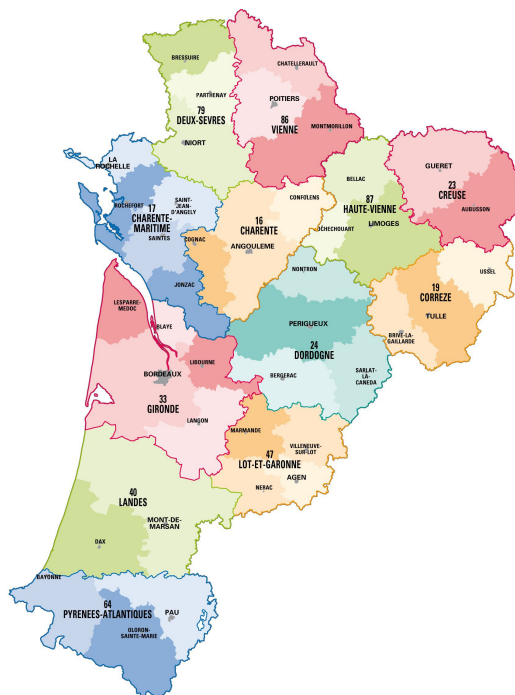 BRESSUIRE
CHATELLERAULT
PARTHENAY
79
DEUX-SEVRES
POITIERS
86
VIENNE
MONTMORILLON
NIORT
LA
ROCHELLE
BELLAC
GUERET
23
CREUSE
AUBUSSON
ROCHEFORT
17
CHARENTE-
MARITIME
SAINT-
JEAN-
D'ANGELY
SAINTES
COGNAC
JONZAC
16
CHARENTE
CONFOLENS
ANGOULEME
87
HAUTE-VIENNE
OCHECHOUART
LIMOGES
NONTRON
USSEL
19
CORREZE
TULLE
BRIVE-LA-
GAILLARDE
LESPARRE-
MEDOC
BLAYE
PERIGUEUX
24
DORDOGNE
LIBOURNE
BORDEAUX
BERGERAC
SARLAT-
LA-
CANEDA
33
GIRONDE
LANGON
MARMANDE
47
LOT-ET-GARONNE
VILLENEUVE-
SUR-LOT
AGEN
NERAC
40
LANDES
MONT-DE-
MARSAN
DAX
BAYONNE
64
PYRENEES-ATLANTIQUES
PAU
OLORON-
SAINTE-MARIE